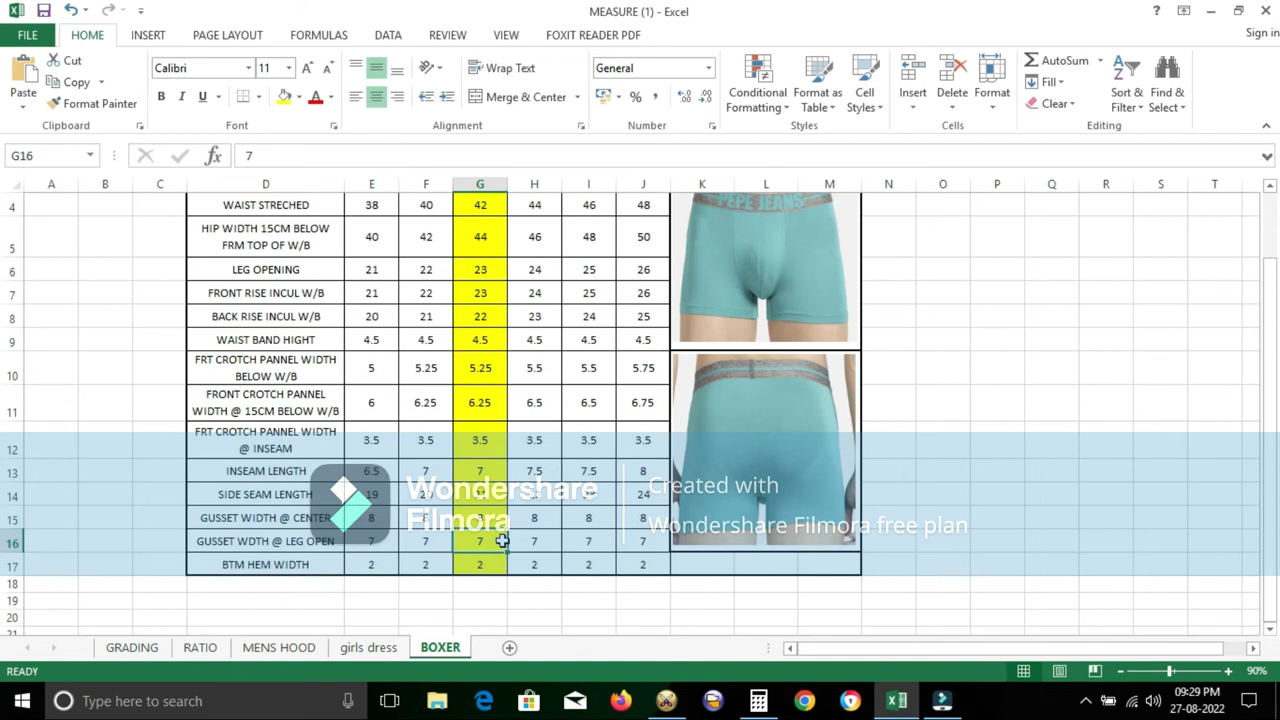 MEASURE (1) - Excel
?
Sign in
FILE HOME INSERT PAGE LAYOUT FORMULAS DATA REVIEW VIEW FOXIT READER PDF
Cut
Copy
Format Painter
Paste
Clipboard
Calibri 11
B I U
Font
Wrap Text
Merge & Center
Alignment
General
%
Number
Conditional Formatting
Format as Table
Cell Styles
Styles
Insert Delete Format
Cells
AutoSum
Fill
Clear
Sort & Filter
Find & Select
Editing
G16 fx 7
A B C D E F G H I J K L M N O P Q R S T
4 WAIST STRECHED 38 40 42 44 46 48
PEPE JEANS
5 HIP WIDTH 15CM BELOW FRM TOP OF W/B 40 42 44 46 48 50
6 LEG OPENING 21 22 23 24 25 26
7 FRONT RISE INCUL W/B 21 22 23 24 25 26
8 BACK RISE INCUL W/B 20 21 22 23 24 25
9 WAIST BAND HIGHT 4.5 4.5 4.5 4.5 4.5 4.5
10 FRT CROTCH PANNEL WIDTH BELOW W/B 5 5.25 5.25 5.5 5.5 5.75
11 FRONT CROTCH PANNEL WIDTH @ 15CM BELOW W/B 6 6.25 6.25 6.5 6.5 6.75
12 FRT CROTCH PANNEL WIDTH @ INSEAM 3.5 3.5 3.5 3.5 3.5 3.5
13 INSEAM LENGTH 6.5 7 7 7.5 7.5 8
14 SIDE SEAM LENGTH 19 24
15 GUSSET WIDTH @ CENTER 8 8 8 8 8
16 GUSSET WDTH @ LEG OPEN 7 7 7 7 7 7
17 BTM HEM WIDTH 2 2 2 2 2 2
18
19
20
21
Wondershare
Filmora
Created with
Wondershare Filmora free plan
GRADING RATIO MENS HOOD girls dress BOXER
READY
90%
Type here to search
09:29 PM
27-08-2022